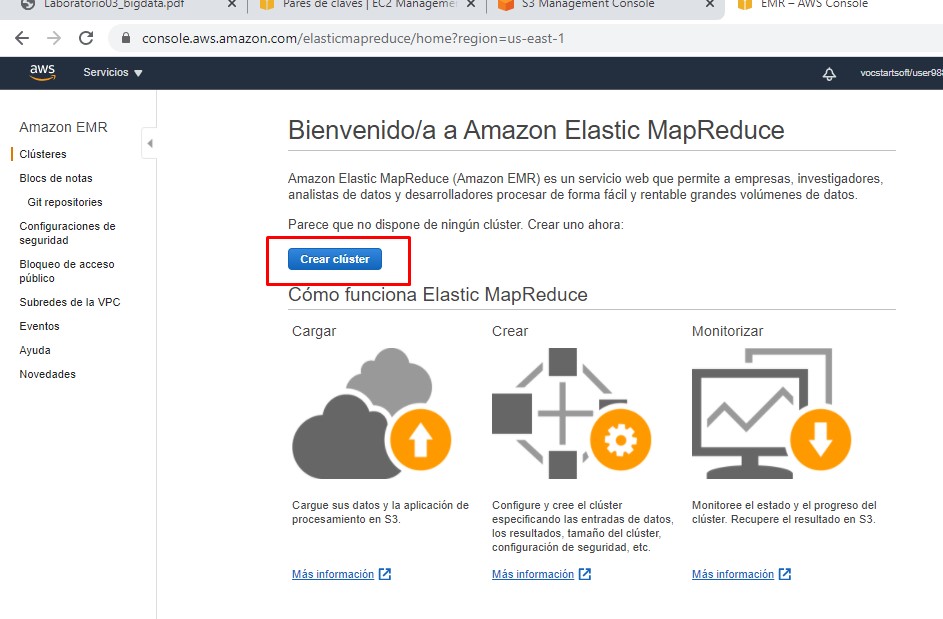 Laboratorio03_bigdata.pdf
Pares de claves | EC2 Managemen
S3 Management Console
EMR – AWS Console
console.aws.amazon.com/elasticmapreduce/home?region=us-east-1
aws
Servicios
vocstartsoft/user988
Amazon EMR
Clústeres
Blocs de notas
Git repositories
Configuraciones de
seguridad
Bloqueo de acceso
público
Subredes de la VPC
Eventos
Ayuda
Novedades
Bienvenido/a a Amazon Elastic MapReduce
Amazon Elastic MapReduce (Amazon EMR) es un servicio web que permite a empresas, investigadores,
analistas de datos y desarrolladores procesar de forma fácil y rentable grandes volúmenes de datos.
Parece que no dispone de ningún clúster. Crear uno ahora:
Crear clúster
Cómo funciona Elastic MapReduce
Cargar
Cargue sus datos y la aplicación de
procesamiento en S3.
Más información
Crear
Configure y cree el clúster
especificando las entradas de datos,
los resultados, tamaño del clúster,
configuración de seguridad, etc.
Más información
Monitorizar
Monitoree el estado y el progreso del
clúster. Recupere el resultado en S3.
Más información